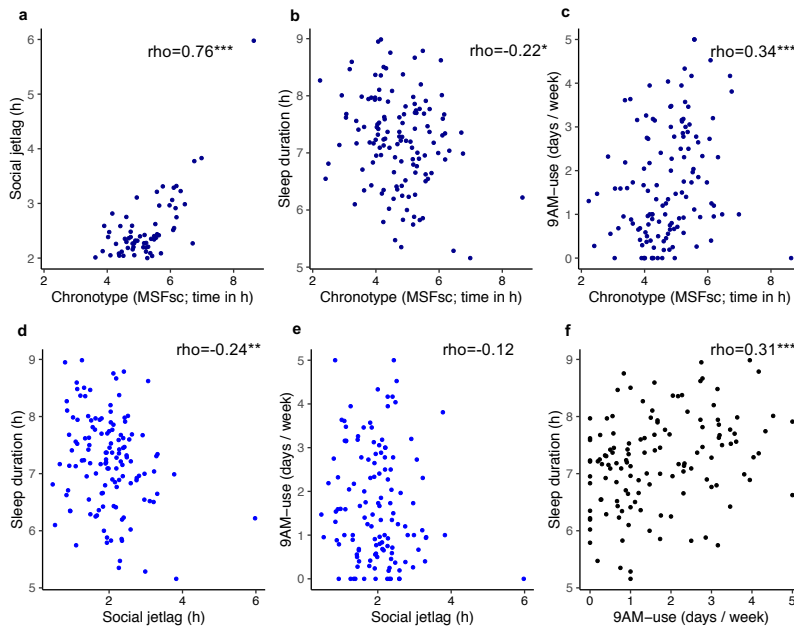 a
rho=0.76***
Social jetlag (h)
6
5
4
3
2
2
4
6
8
Chronotype (MSFsc; time in h)
b
rho=-0.22*
Sleep duration (h)
9
8
7
6
5
2
4
6
8
Chronotype (MSFsc; time in h)
c
rho=0.34***
9AM−use (days / week)
5
4
3
2
1
0
2
4
6
8
Chronotype (MSFsc; time in h)
d
rho=-0.24**
Sleep duration (h)
9
8
7
6
5
2
4
6
Social jetlag (h)
e
rho=-0.12
9AM−use (days / week)
5
4
3
2
1
0
2
4
6
Social jetlag (h)
f
rho=0.31***
Sleep duration (h)
9
8
7
6
5
0
1
2
3
4
5
9AM−use (days / week)